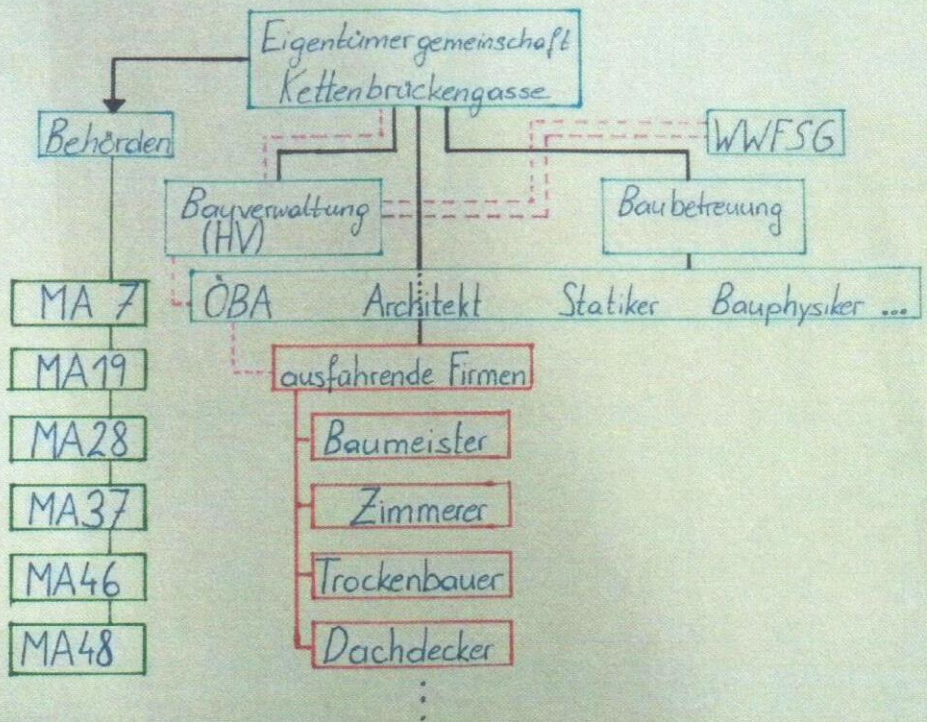 Eigentümergemeinschaft
Kettenbrückengasse
Behörden
WWFSG
Bauverwaltung
(HV)
Baubetreuung
ÖBA Architekt Statiker Bauphysiker ...
MA 7
MA19
MA28
MA37
MA46
MA48
ausführende Firmen
Baumeister
Zimmerer
Trockenbauer
Dachdecker